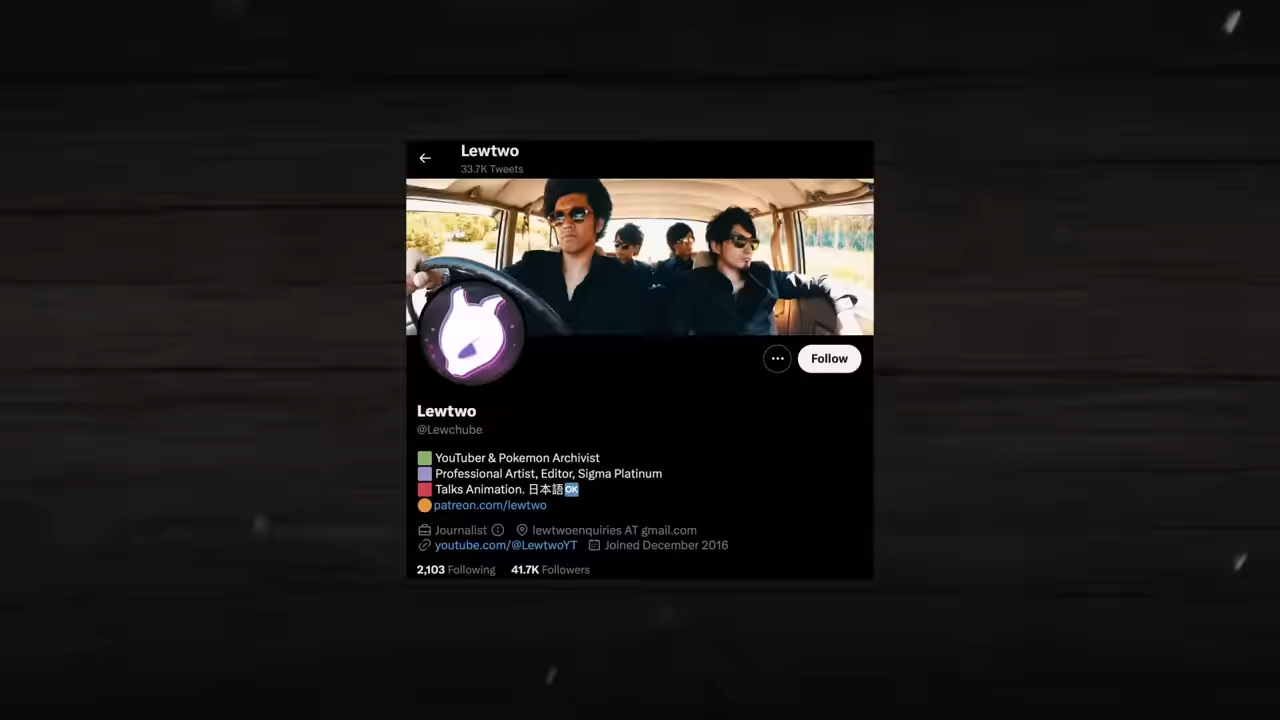 Lewtwo
33.7K Tweets
Follow
Lewtwo
@Lewchube
YouTuber & Pokemon Archivist
Professional Artist, Editor, Sigma Platinum
Talks Animation. 日本語🆗
patreon.com/lewtwo
Journalist lewtwoenquiries AT gmail.com
youtube.com/@LewtwoYT Joined December 2016
2,103 Following 41.7K Followers